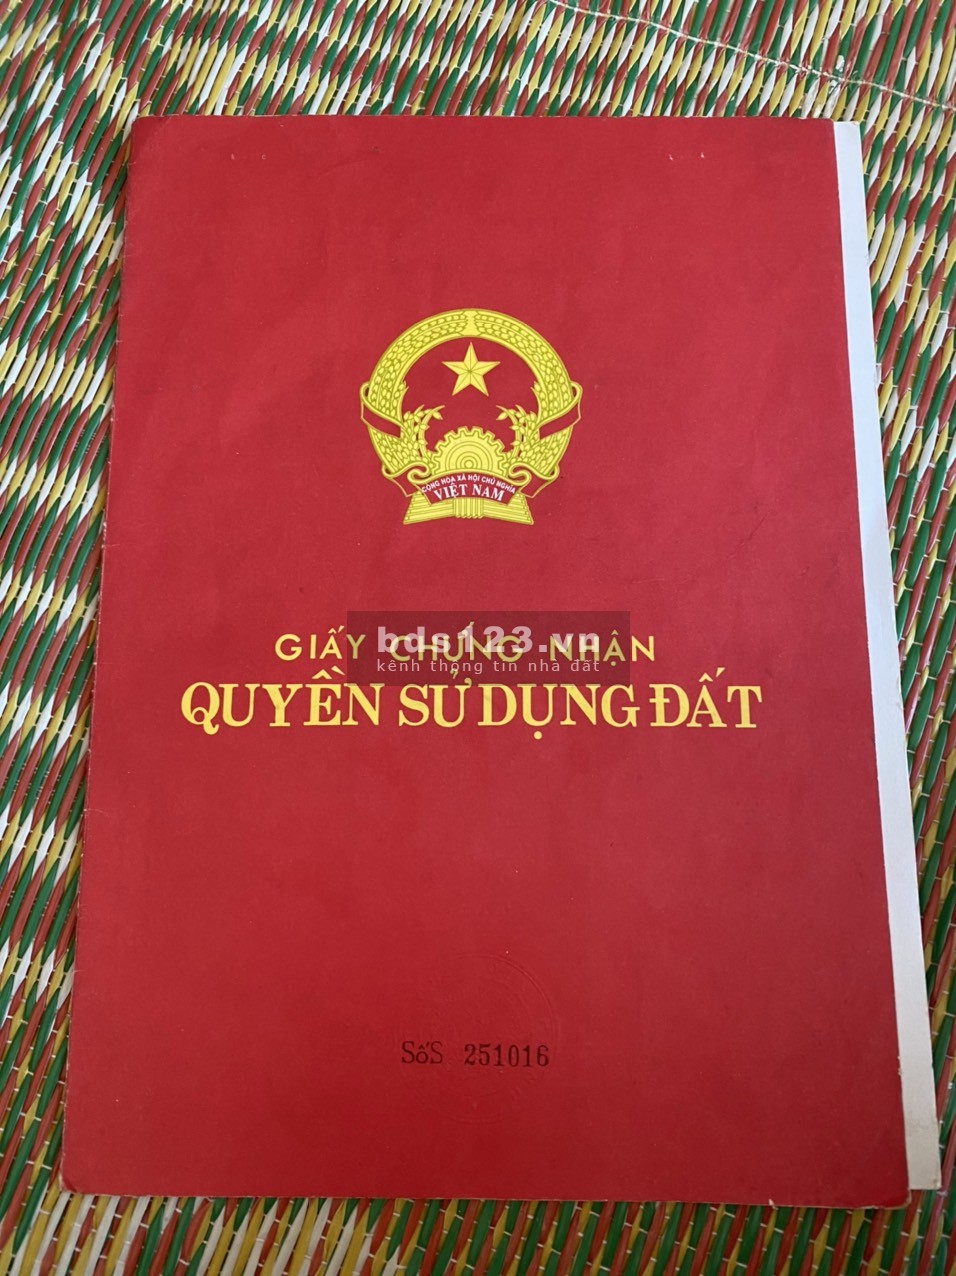 CỘNG HÒA XÃ HỘI CHỦ NGHĨA
VIỆT NAM
GIẤY CHỨNG NHẬN
bds123.vn
kênh thông tin nhà đất
QUYỀN SỬ DỤNG ĐẤT
SốS 251016